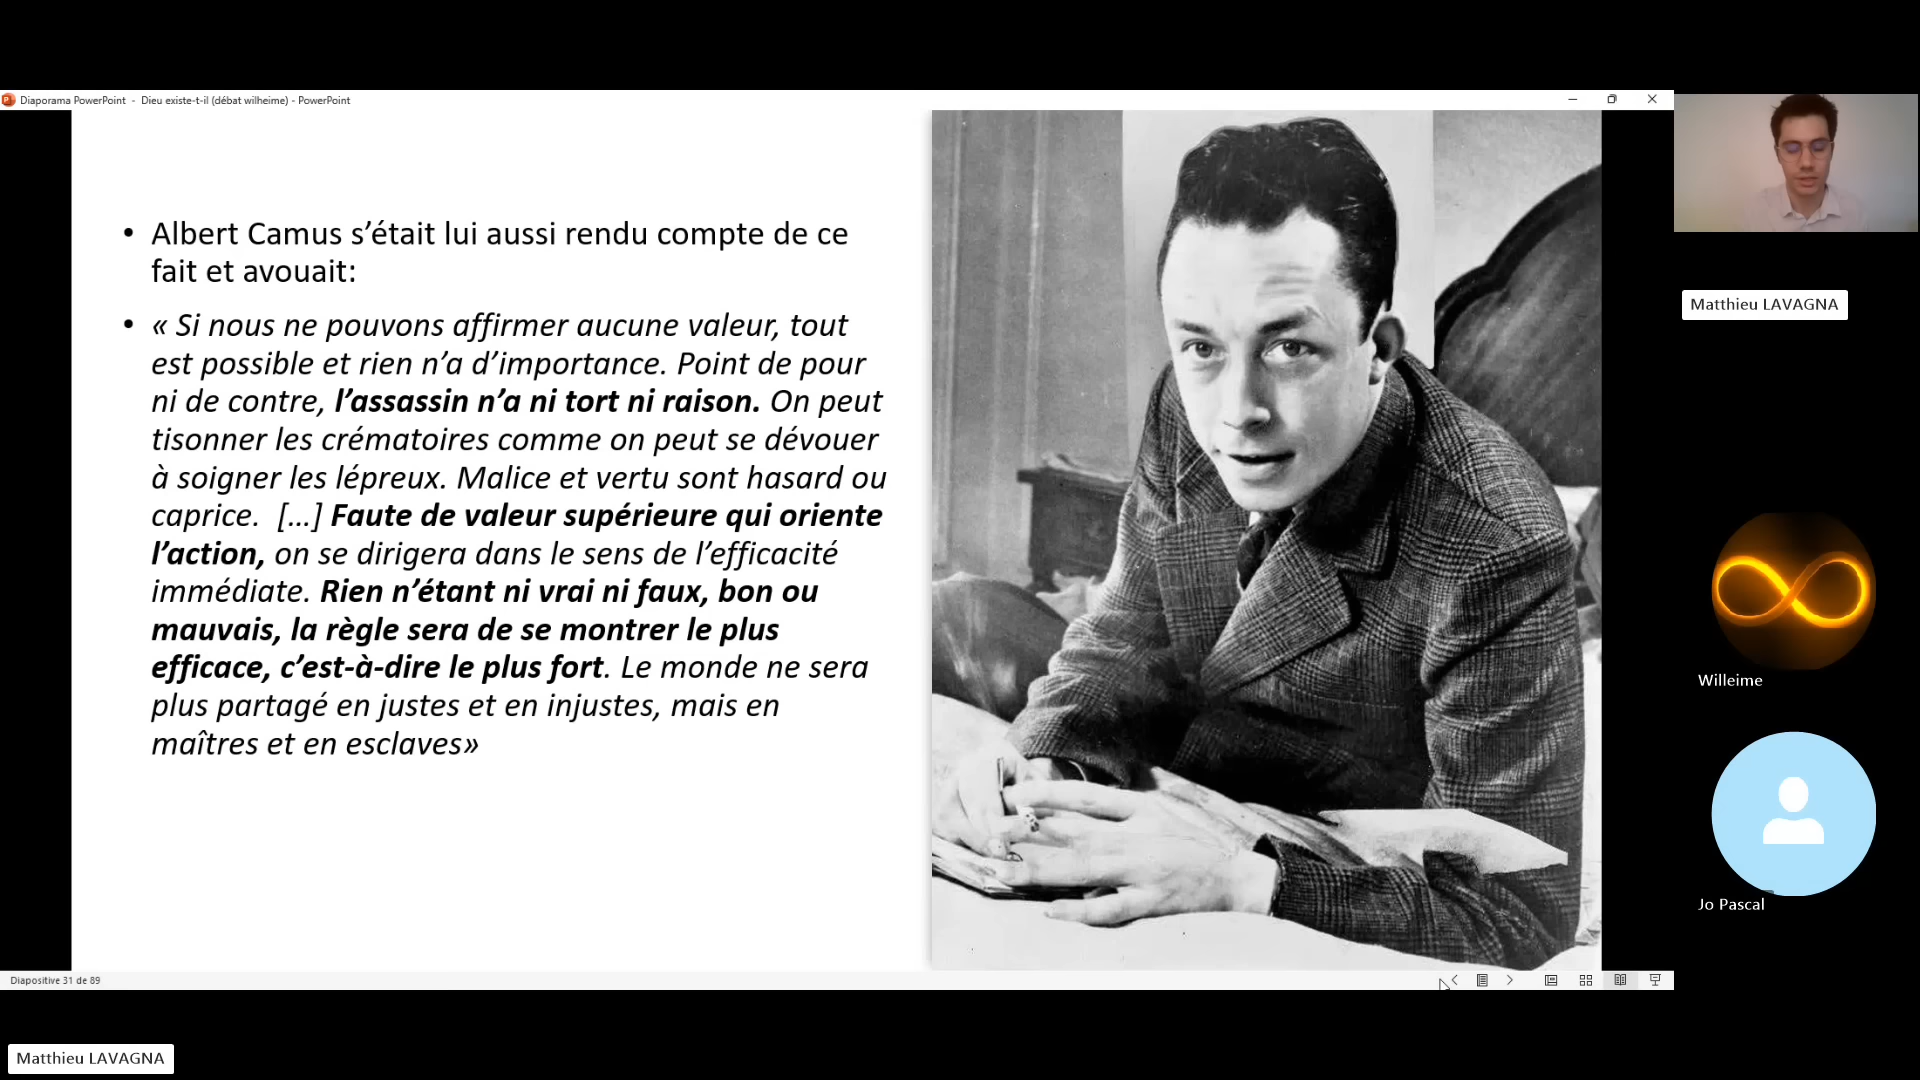 Diaporama PowerPoint - Dieu existe-t-il (débat wilheime) - PowerPoint
• Albert Camus s’était lui aussi rendu compte de ce
fait et avouait:
• « Si nous ne pouvons affirmer aucune valeur, tout
est possible et rien n’a d’importance. Point de pour
ni de contre, l’assassin n’a ni tort ni raison. On peut
tisonner les crématoires comme on peut se dévouer
à soigner les lépreux. Malice et vertu sont hasard ou
caprice. […] Faute de valeur supérieure qui oriente
l’action, on se dirigera dans le sens de l’efficacité
immédiate. Rien n’étant ni vrai ni faux, bon ou
mauvais, la règle sera de se montrer le plus
efficace, c’est-à-dire le plus fort. Le monde ne sera
plus partagé en justes et en injustes, mais en
maîtres et en esclaves»
Diapositive 31 de 89
Matthieu LAVAGNA
Willeime
Jo Pascal
Matthieu LAVAGNA